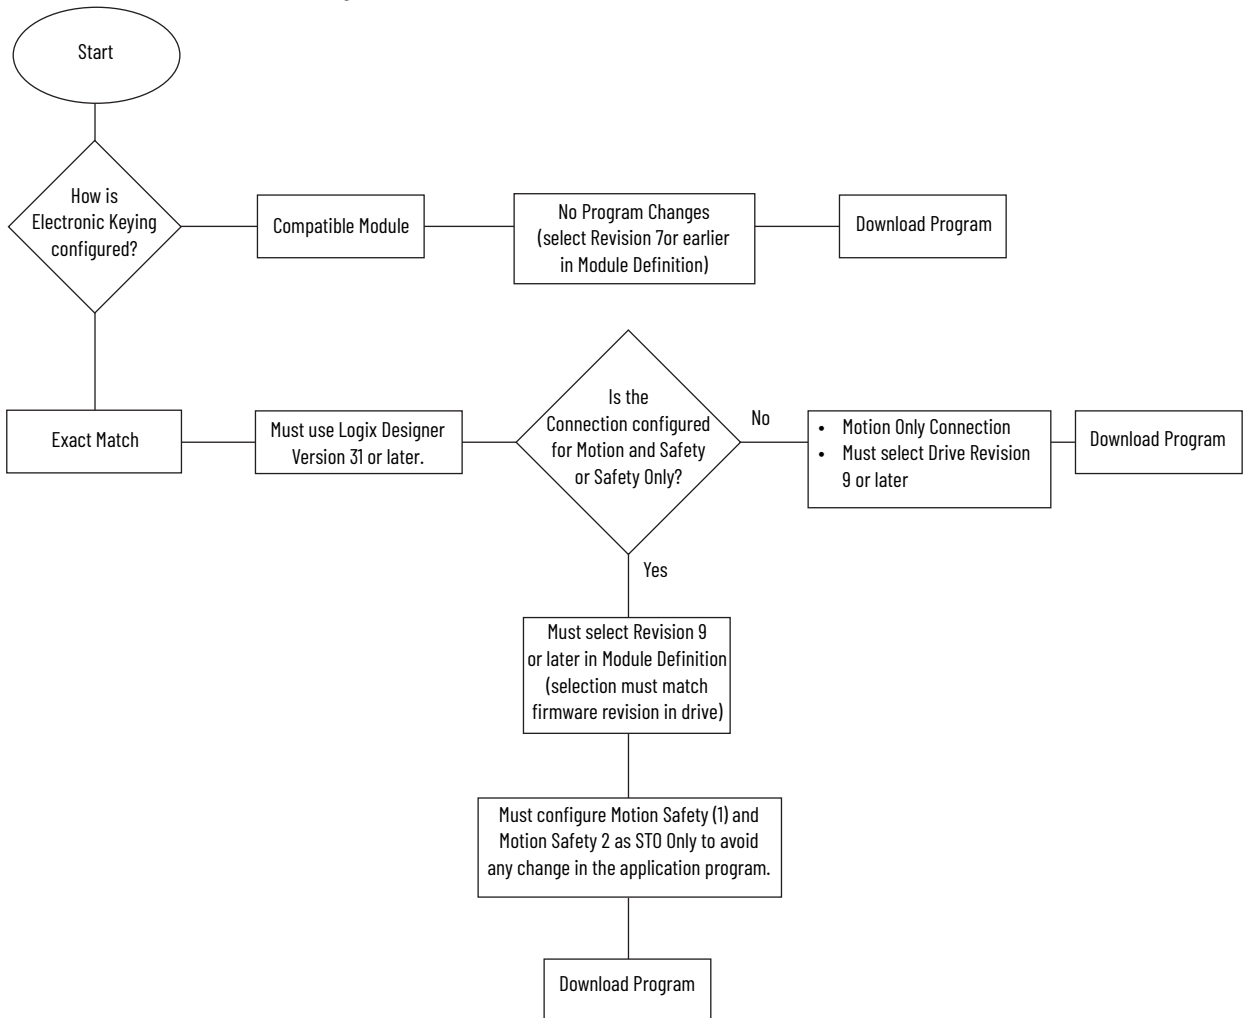 Start
How is
Electronic Keying
configured?
Compatible Module
No Program Changes
(select Revision 7or earlier
in Module Definition)
Download Program
Exact Match
Must use Logix Designer
Version 31 or later.
Is the
Connection configured
for Motion and Safety
or Safety Only?
No
• Motion Only Connection
• Must select Drive Revision
9 or later
Download Program
Yes
Must select Revision 9
or later in Module Definition
(selection must match
firmware revision in drive)
Must configure Motion Safety (1) and
Motion Safety 2 as STO Only to avoid
any change in the application program.
Download Program